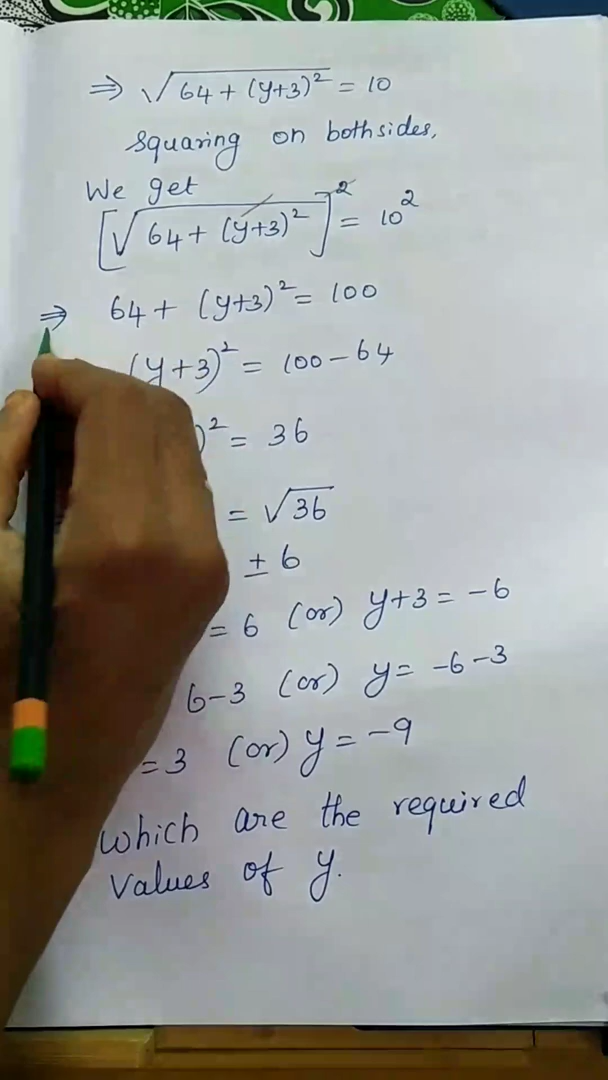 ⇒ √64 + (y+3)² = 10
Squaring on both sides,
We get
[√64 + (y+3)²]² = 10²
⇒ 64 + (y+3)² = 100
(y+3)² = 100 - 64
)² = 36
= √36
± 6
= 6 (or) y+3 = -6
6-3 (or) y = -6-3
= 3 (or) y = -9
which are the required
values of y.